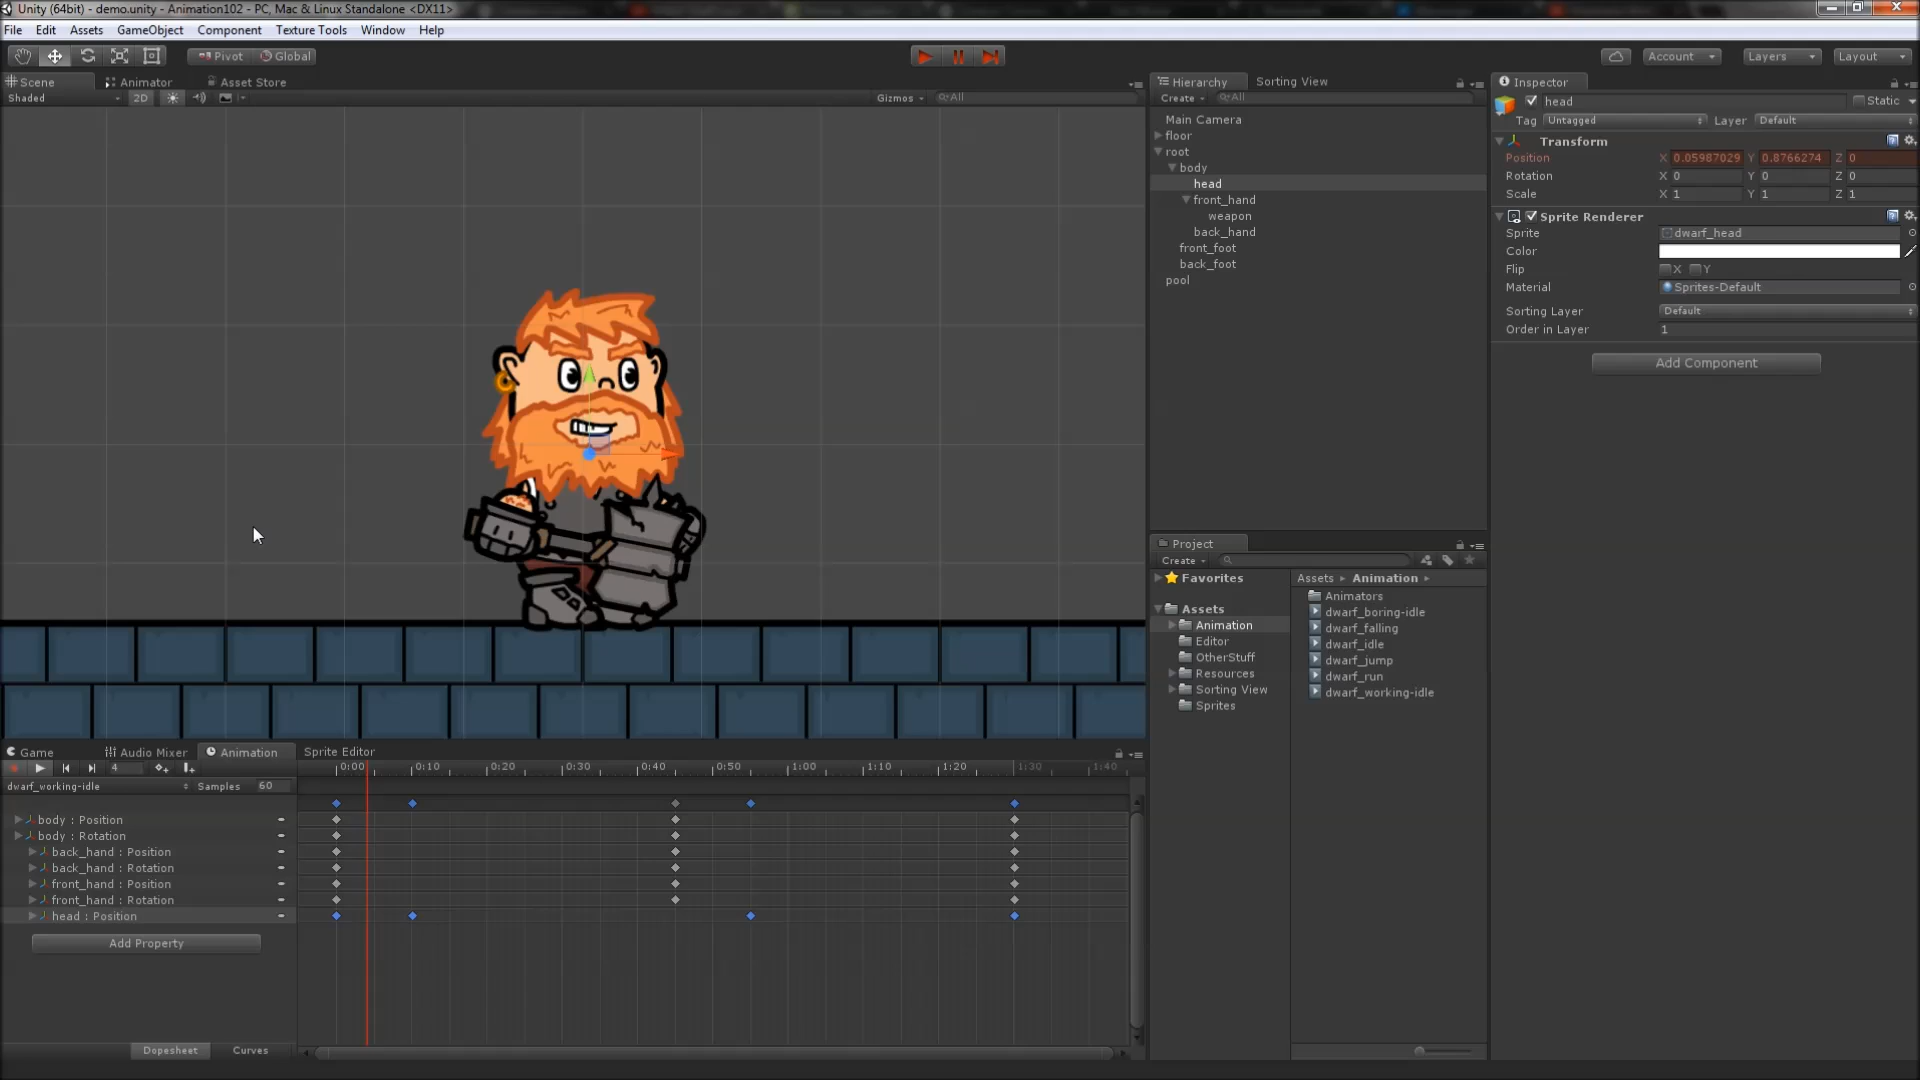 Unity (64bit) - demo.unity - Animation102 - PC, Mac & Linux Standalone <DX11>
File Edit Assets GameObject Component Texture Tools Window Help
Pivot Global
Account Layers Layout
Scene Animator Asset Store
Shaded 2D Gizmos All
Hierarchy Sorting View
Create All
Main Camera
floor
root
body
head
front_hand
weapon
back_hand
front_foot
back_foot
pool
Inspector
head Static
Tag Untagged Layer Default
Transform
Position X 0.05987029 Y 0.8766274 Z 0
Rotation X 0 Y 0 Z 0
Scale X 1 Y 1 Z 1
Sprite Renderer
Sprite dwarf_head
Color
Flip X Y
Material Sprites-Default
Sorting Layer Default
Order in Layer 1
Add Component
Project
Create
Favorites
Assets
Animation
Editor
OtherStuff
Resources
Sorting View
Sprites
Assets Animation
Animators
dwarf_boring-idle
dwarf_falling
dwarf_idle
dwarf_jump
dwarf_run
dwarf_working-idle
Game Audio Mixer Animation Sprite Editor
4 0:00 0:10 0:20 0:30 0:40 0:50 1:00 1:10 1:20 1:30 1:40
dwarf_working-idle Samples 60
body : Position
body : Rotation
back_hand : Position
back_hand : Rotation
front_hand : Position
front_hand : Rotation
head : Position
Add Property
Dopesheet Curves